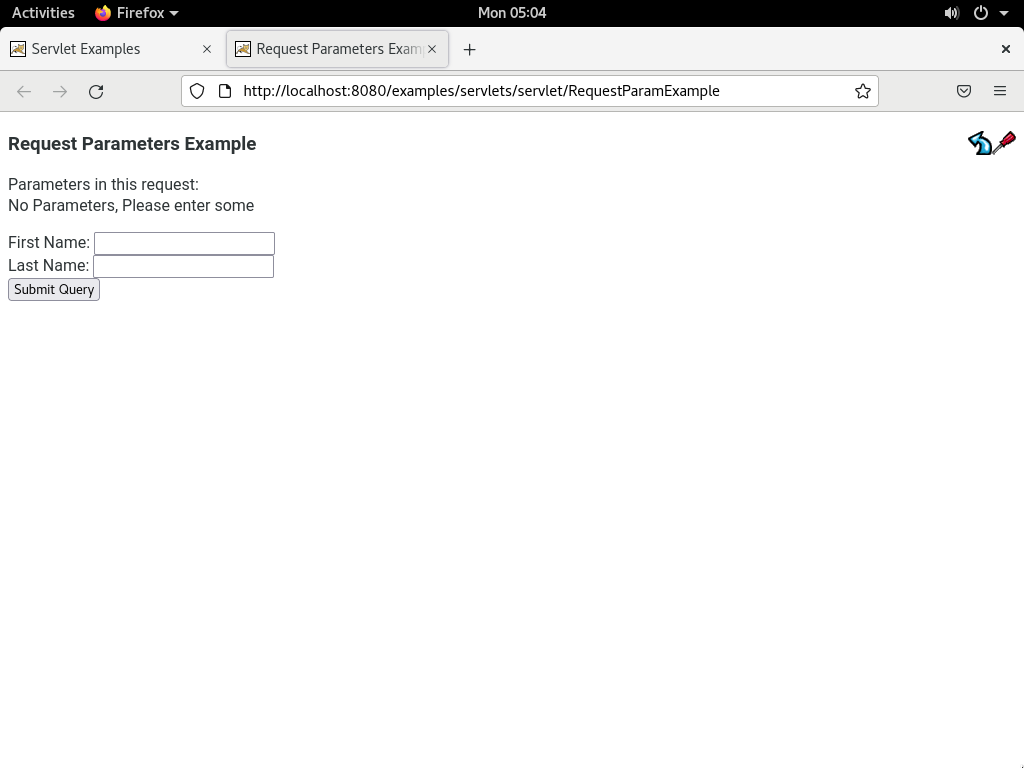 Activities Firefox Mon 05:04
Servlet Examples Request Parameters Exam
http://localhost:8080/examples/servlets/servlet/RequestParamExample
Request Parameters Example
Parameters in this request:
No Parameters, Please enter some
First Name:
Last Name:
Submit Query